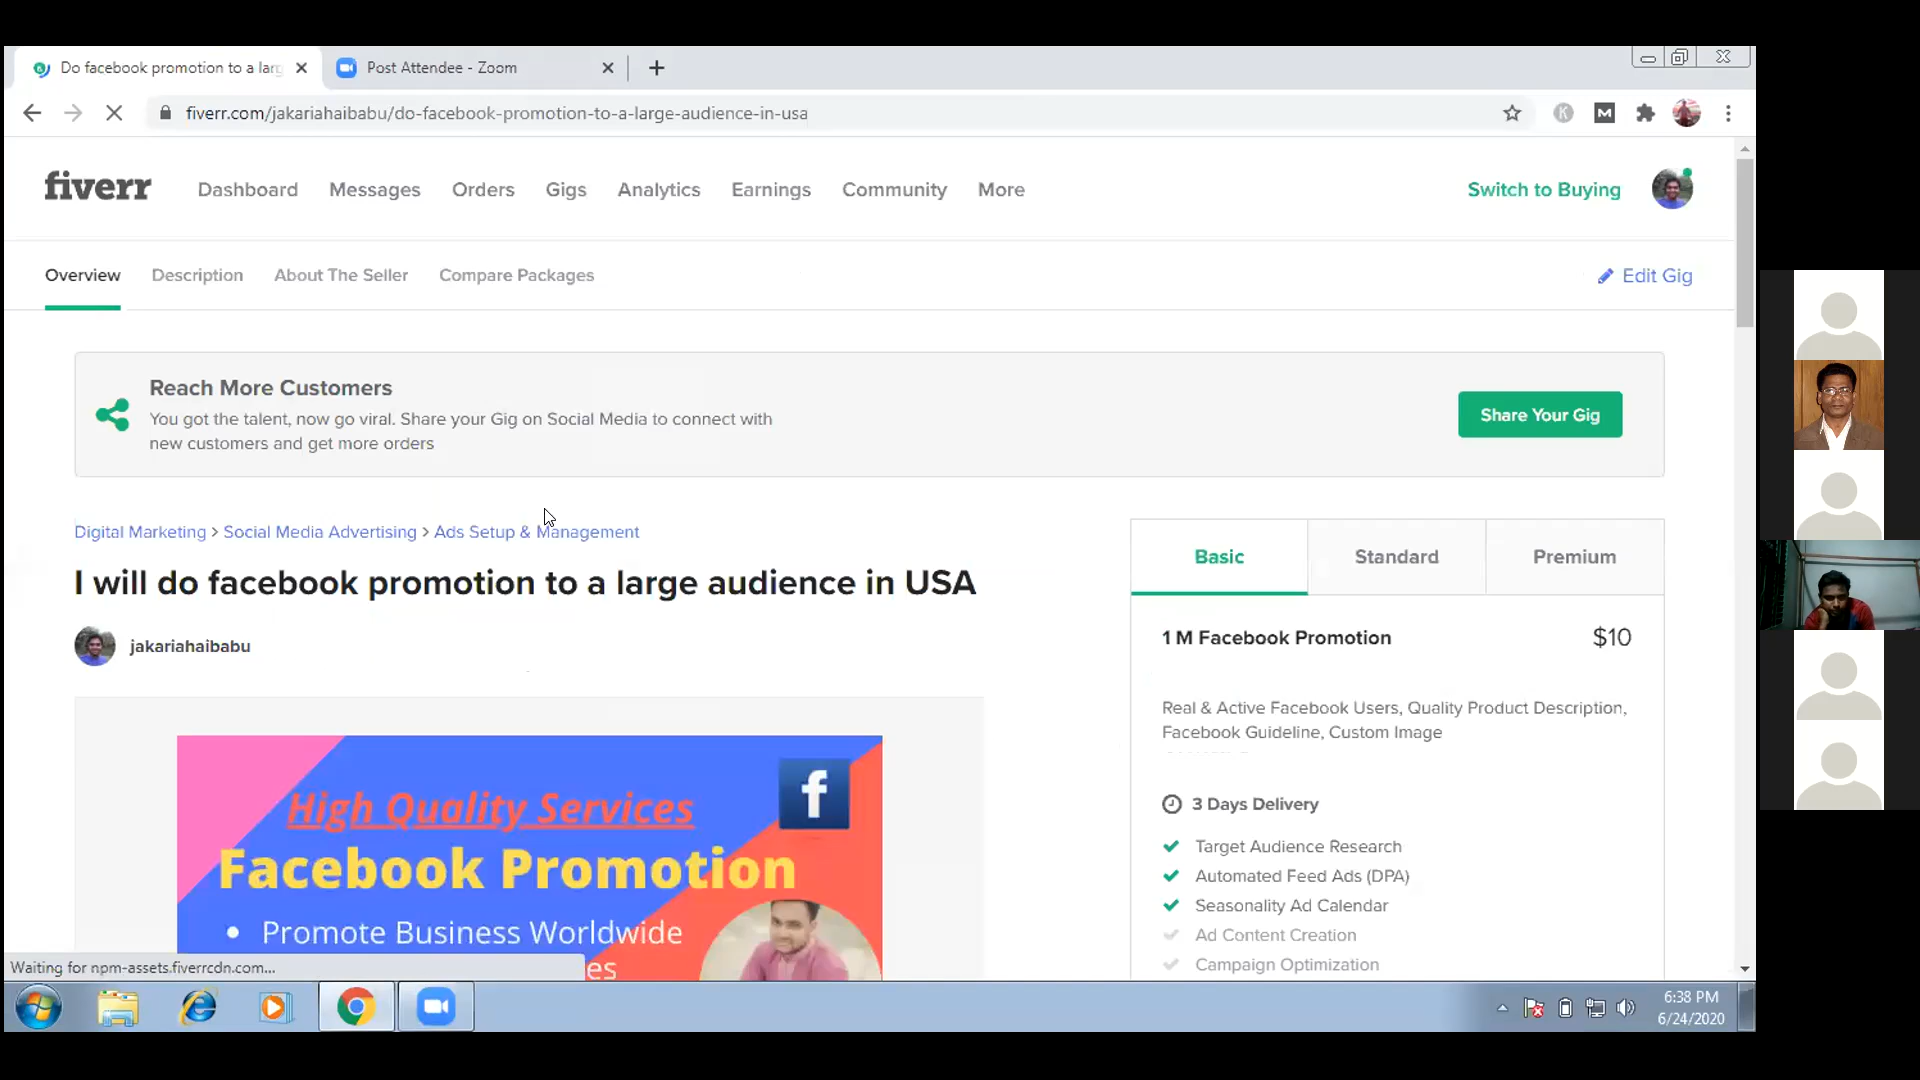 Do facebook promotion to a larg
Post Attendee - Zoom
fiverr.com/jakariahaibabu/do-facebook-promotion-to-a-large-audience-in-usa
fiverr
Dashboard
Messages
Orders
Gigs
Analytics
Earnings
Community
More
Switch to Buying
Overview
Description
About The Seller
Compare Packages
Edit Gig
Reach More Customers
You got the talent, now go viral. Share your Gig on Social Media to connect with
new customers and get more orders
Share Your Gig
Digital Marketing > Social Media Advertising > Ads Setup & Management
I will do facebook promotion to a large audience in USA
jakariahaibabu
High Quality Services
f
Facebook Promotion
• Promote Business Worldwide
es
Basic
Standard
Premium
1 M Facebook Promotion
$10
Real & Active Facebook Users, Quality Product Description,
Facebook Guideline, Custom Image
3 Days Delivery
Target Audience Research
Automated Feed Ads (DPA)
Seasonality Ad Calendar
Ad Content Creation
Campaign Optimization
Waiting for npm-assets.fiverrcdn.com...
6:38 PM
6/24/2020